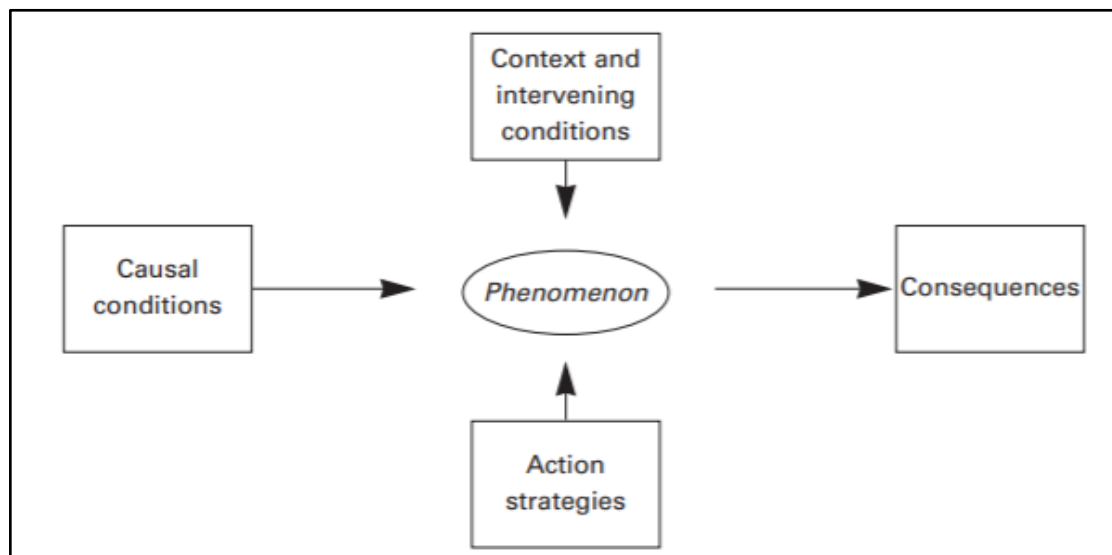 Context and
intervening
conditions
Causal
conditions
Phenomenon
Consequences
Action
strategies